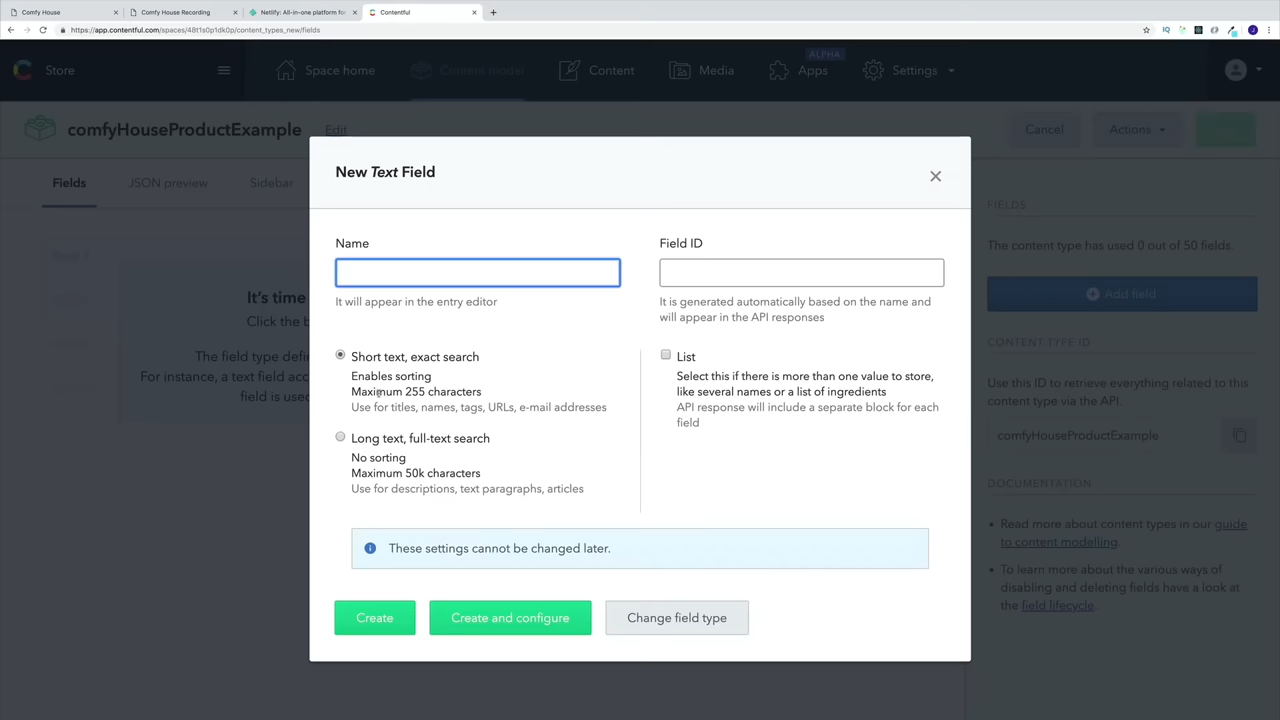 Comfy House
Comfy House Recording
Netlify: All-in-one platform for
Contentful
https://app.contentful.com/spaces/48t1s0p1dk0p/content_types_new/fields
Store
Space home
Content model
Content
Media
ALPHA
Apps
Settings
comfyHouseProductExample
Edit
Cancel
Actions
Fields
JSON preview
Sidebar
New Text Field
Name
Field ID
It will appear in the entry editor
It is generated automatically based on the name and
will appear in the API responses
Short text, exact search
Enables sorting
Maximum 255 characters
Use for titles, names, tags, URLs, e-mail addresses
Long text, full-text search
No sorting
Maximum 50k characters
Use for descriptions, text paragraphs, articles
List
Select this if there is more than one value to store,
like several names or a list of ingredients
API response will include a separate block for each
field
These settings cannot be changed later.
Create
Create and configure
Change field type
It's time
Click the b
The field type defin
For instance, a text field acc
field is used
FIELDS
The content type has used 0 out of 50 fields.
Add field
CONTENT TYPE ID
Use this ID to retrieve everything related to this
content type via the API.
comfyHouseProductExample
DOCUMENTATION
Read more about content types in our guide
to content modelling.
To learn more about the various ways of
disabling and deleting fields have a look at
the field lifecycle.